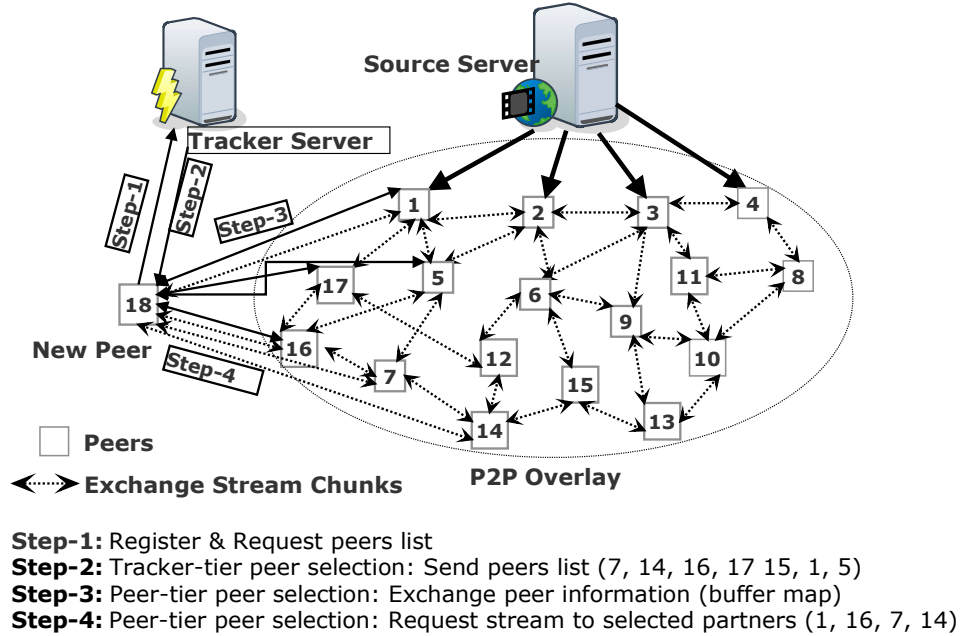 Source Server
Tracker Server
Step-1
Step-2
Step-3
1
2
3
4
17
5
6
11
8
18
9
New Peer
16
7
12
10
Step-4
15
14
13
Peers
P2P Overlay
Exchange Stream Chunks
Step-1: Register & Request peers list
Step-2: Tracker-tier peer selection: Send peers list (7, 14, 16, 17 15, 1, 5)
Step-3: Peer-tier peer selection: Exchange peer information (buffer map)
Step-4: Peer-tier peer selection: Request stream to selected partners (1, 16, 7, 14)